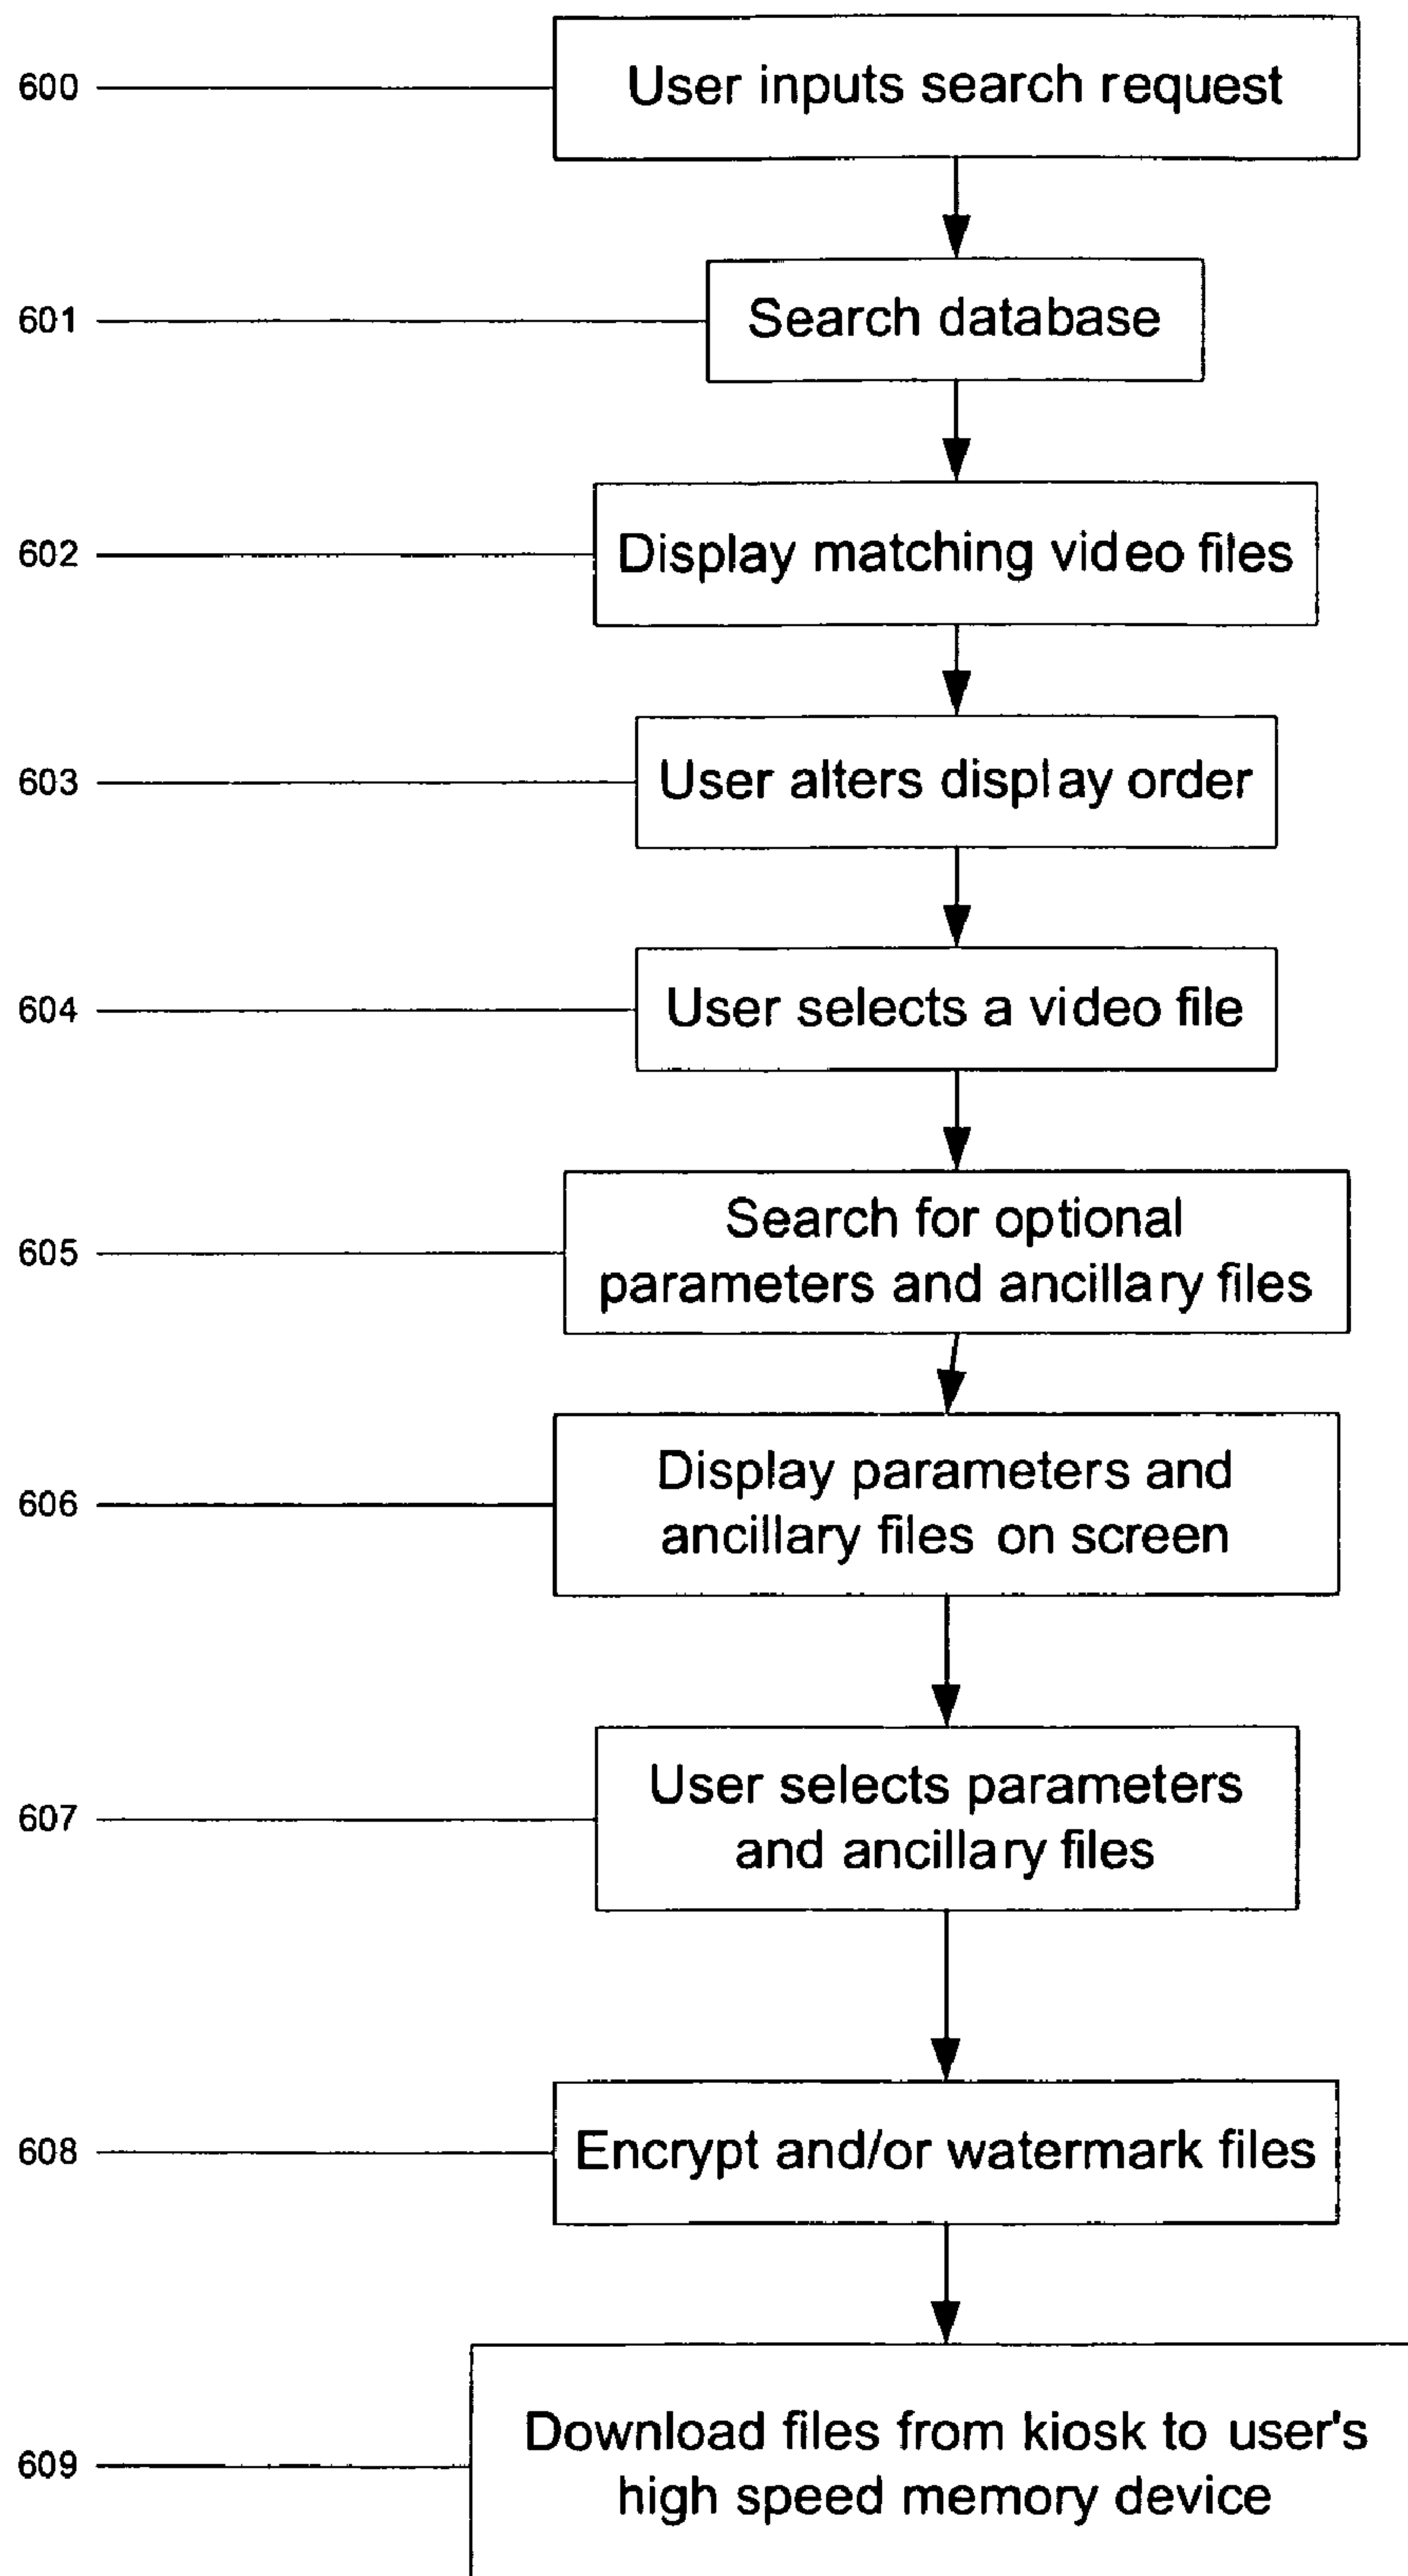 600
User inputs search request
601
Search database
602
Display matching video files
603
User alters display order
604
User selects a video file
605
Search for optional
parameters and ancillary files
606
Display parameters and
ancillary files on screen
607
User selects parameters
and ancillary files
608
Encrypt and/or watermark files
609
Download files from kiosk to user's
high speed memory device